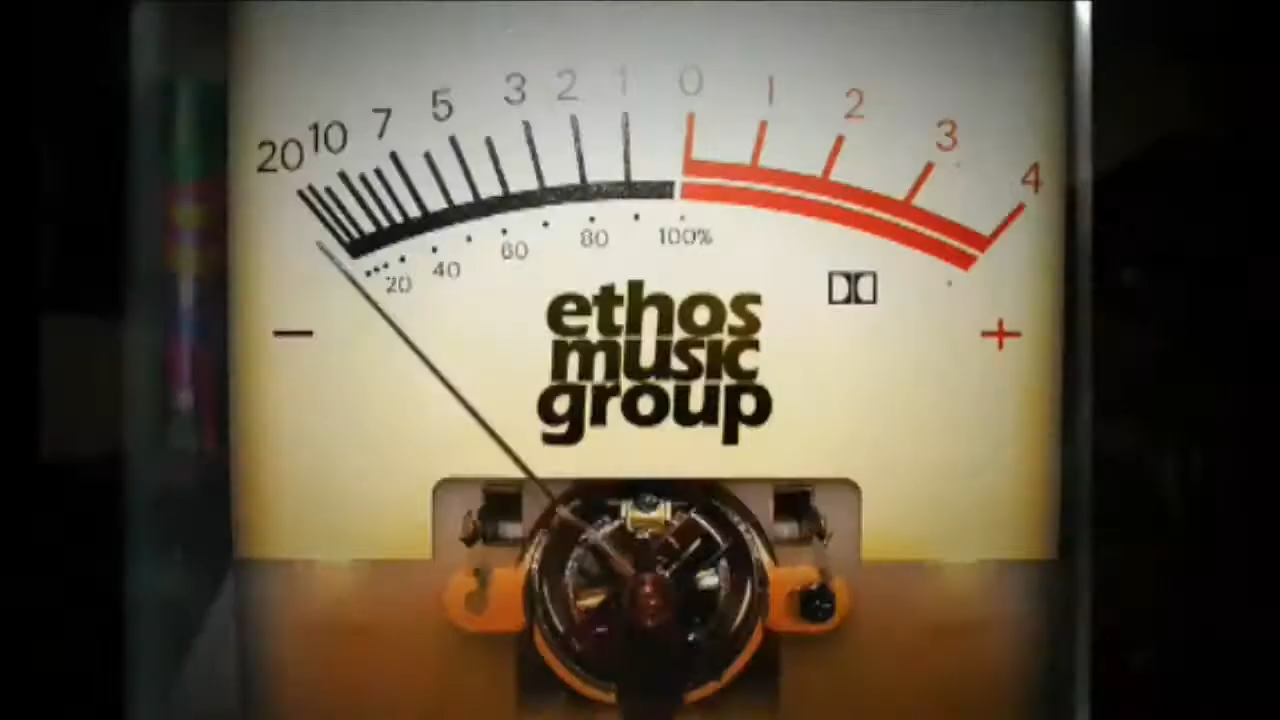 20 10 7 5 3 2 1 0 1 2 3 4
20 40 60 80 100%
− +
ethos
music
group